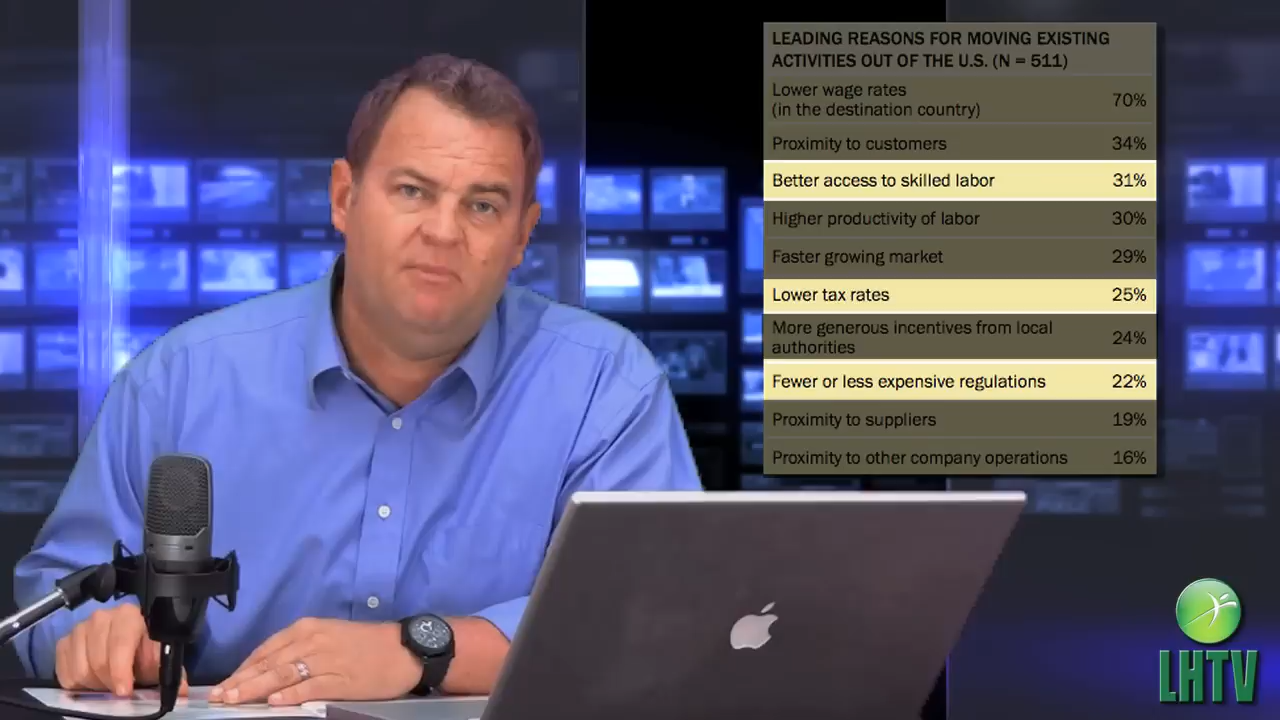 LEADING REASONS FOR MOVING EXISTING
ACTIVITIES OUT OF THE U.S. (N = 511)
Lower wage rates
(in the destination country) 70%
Proximity to customers 34%
Better access to skilled labor 31%
Higher productivity of labor 30%
Faster growing market 29%
Lower tax rates 25%
More generous incentives from local
authorities 24%
Fewer or less expensive regulations 22%
Proximity to suppliers 19%
Proximity to other company operations 16%
LHTV